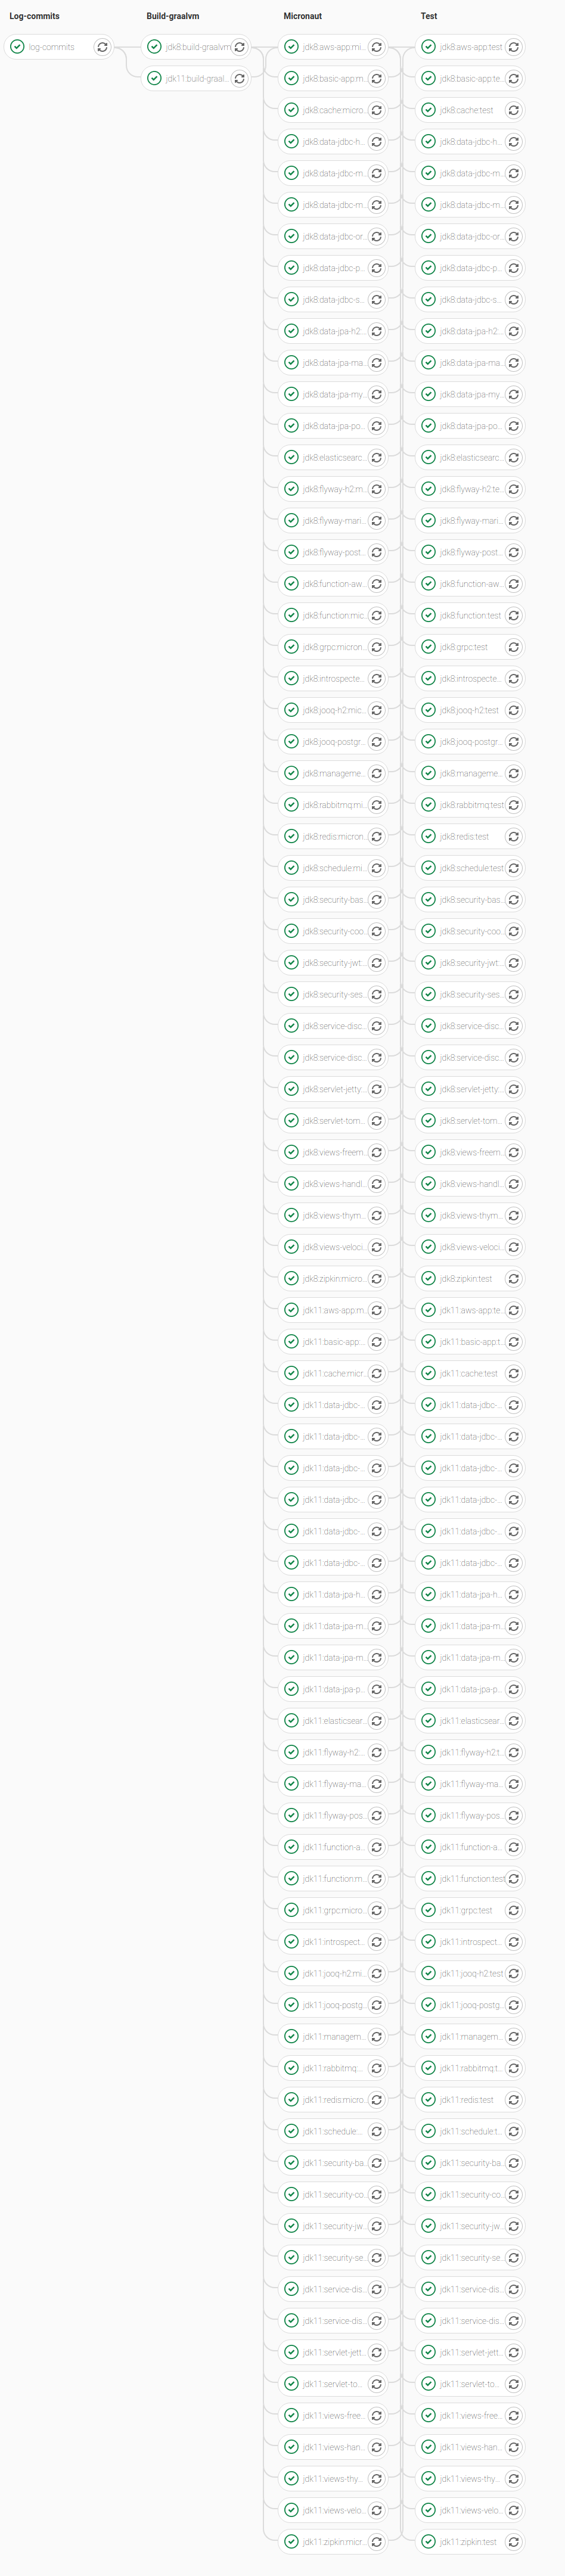 Log-commits
log-commits
Build-graalvm
jdk8:build-graalvm
jdk11:build-graal...
Micronaut
jdk8:aws-app:mi...
jdk8:basic-app:m...
jdk8:cache:micro...
jdk8:data-jdbc-h...
jdk8:data-jdbc-m...
jdk8:data-jdbc-m...
jdk8:data-jdbc-or...
jdk8:data-jdbc-p...
jdk8:data-jdbc-s...
jdk8:data-jpa-h2:...
jdk8:data-jpa-ma...
jdk8:data-jpa-my...
jdk8:data-jpa-po...
jdk8:elasticsearc...
jdk8:flyway-h2:m...
jdk8:flyway-mari...
jdk8:flyway-post...
jdk8:function-aw...
jdk8:function:mic...
jdk8:grpc:micron...
jdk8:introspecte...
jdk8:jooq-h2:mic...
jdk8:jooq-postgr...
jdk8:manageme...
jdk8:rabbitmq:mi...
jdk8:redis:micron...
jdk8:schedule:mi...
jdk8:security-bas...
jdk8:security-coo...
jdk8:security-jwt:...
jdk8:security-ses...
jdk8:service-disc...
jdk8:service-disc...
jdk8:servlet-jetty:...
jdk8:servlet-tom...
jdk8:views-freem...
jdk8:views-handl...
jdk8:views-thym...
jdk8:views-veloci...
jdk8:zipkin:micro...
jdk11:aws-app:m...
jdk11:basic-app:...
jdk11:cache:micr...
jdk11:data-jdbc-...
jdk11:data-jdbc-...
jdk11:data-jdbc-...
jdk11:data-jdbc-...
jdk11:data-jdbc-...
jdk11:data-jdbc-...
jdk11:data-jpa-h...
jdk11:data-jpa-m...
jdk11:data-jpa-m...
jdk11:data-jpa-p...
jdk11:elasticsear...
jdk11:flyway-h2:...
jdk11:flyway-ma...
jdk11:flyway-pos...
jdk11:function-a...
jdk11:function:m...
jdk11:grpc:micro...
jdk11:introspect...
jdk11:jooq-h2:mi...
jdk11:jooq-postg...
jdk11:managem...
jdk11:rabbitmq:...
jdk11:redis:micro...
jdk11:schedule:...
jdk11:security-ba...
jdk11:security-co...
jdk11:security-jw...
jdk11:security-se...
jdk11:service-dis...
jdk11:service-dis...
jdk11:servlet-jett...
jdk11:servlet-to...
jdk11:views-free...
jdk11:views-han...
jdk11:views-thy...
jdk11:views-velo...
jdk11:zipkin:micr...
Test
jdk8:aws-app:test
jdk8:basic-app:te...
jdk8:cache:test
jdk8:data-jdbc-h...
jdk8:data-jdbc-m...
jdk8:data-jdbc-m...
jdk8:data-jdbc-or...
jdk8:data-jdbc-p...
jdk8:data-jdbc-s...
jdk8:data-jpa-h2:...
jdk8:data-jpa-ma...
jdk8:data-jpa-my...
jdk8:data-jpa-po...
jdk8:elasticsearc...
jdk8:flyway-h2:te...
jdk8:flyway-mari...
jdk8:flyway-post...
jdk8:function-aw...
jdk8:function:test
jdk8:grpc:test
jdk8:introspecte...
jdk8:jooq-h2:test
jdk8:jooq-postgr...
jdk8:manageme...
jdk8:rabbitmq:test
jdk8:redis:test
jdk8:schedule:test
jdk8:security-bas...
jdk8:security-coo...
jdk8:security-jwt:...
jdk8:security-ses...
jdk8:service-disc...
jdk8:service-disc...
jdk8:servlet-jetty:...
jdk8:servlet-tom...
jdk8:views-freem...
jdk8:views-handl...
jdk8:views-thym...
jdk8:views-veloci...
jdk8:zipkin:test
jdk11:aws-app:te...
jdk11:basic-app:t...
jdk11:cache:test
jdk11:data-jdbc-...
jdk11:data-jdbc-...
jdk11:data-jdbc-...
jdk11:data-jdbc-...
jdk11:data-jdbc-...
jdk11:data-jdbc-...
jdk11:data-jpa-h...
jdk11:data-jpa-m...
jdk11:data-jpa-m...
jdk11:data-jpa-p...
jdk11:elasticsear...
jdk11:flyway-h2:t...
jdk11:flyway-ma...
jdk11:flyway-pos...
jdk11:function-a...
jdk11:function:test
jdk11:grpc:test
jdk11:introspect...
jdk11:jooq-h2:test
jdk11:jooq-postg...
jdk11:managem...
jdk11:rabbitmq:t...
jdk11:redis:test
jdk11:schedule:t...
jdk11:security-ba...
jdk11:security-co...
jdk11:security-jw...
jdk11:security-se...
jdk11:service-dis...
jdk11:service-dis...
jdk11:servlet-jett...
jdk11:servlet-to...
jdk11:views-free...
jdk11:views-han...
jdk11:views-thy...
jdk11:views-velo...
jdk11:zipkin:test